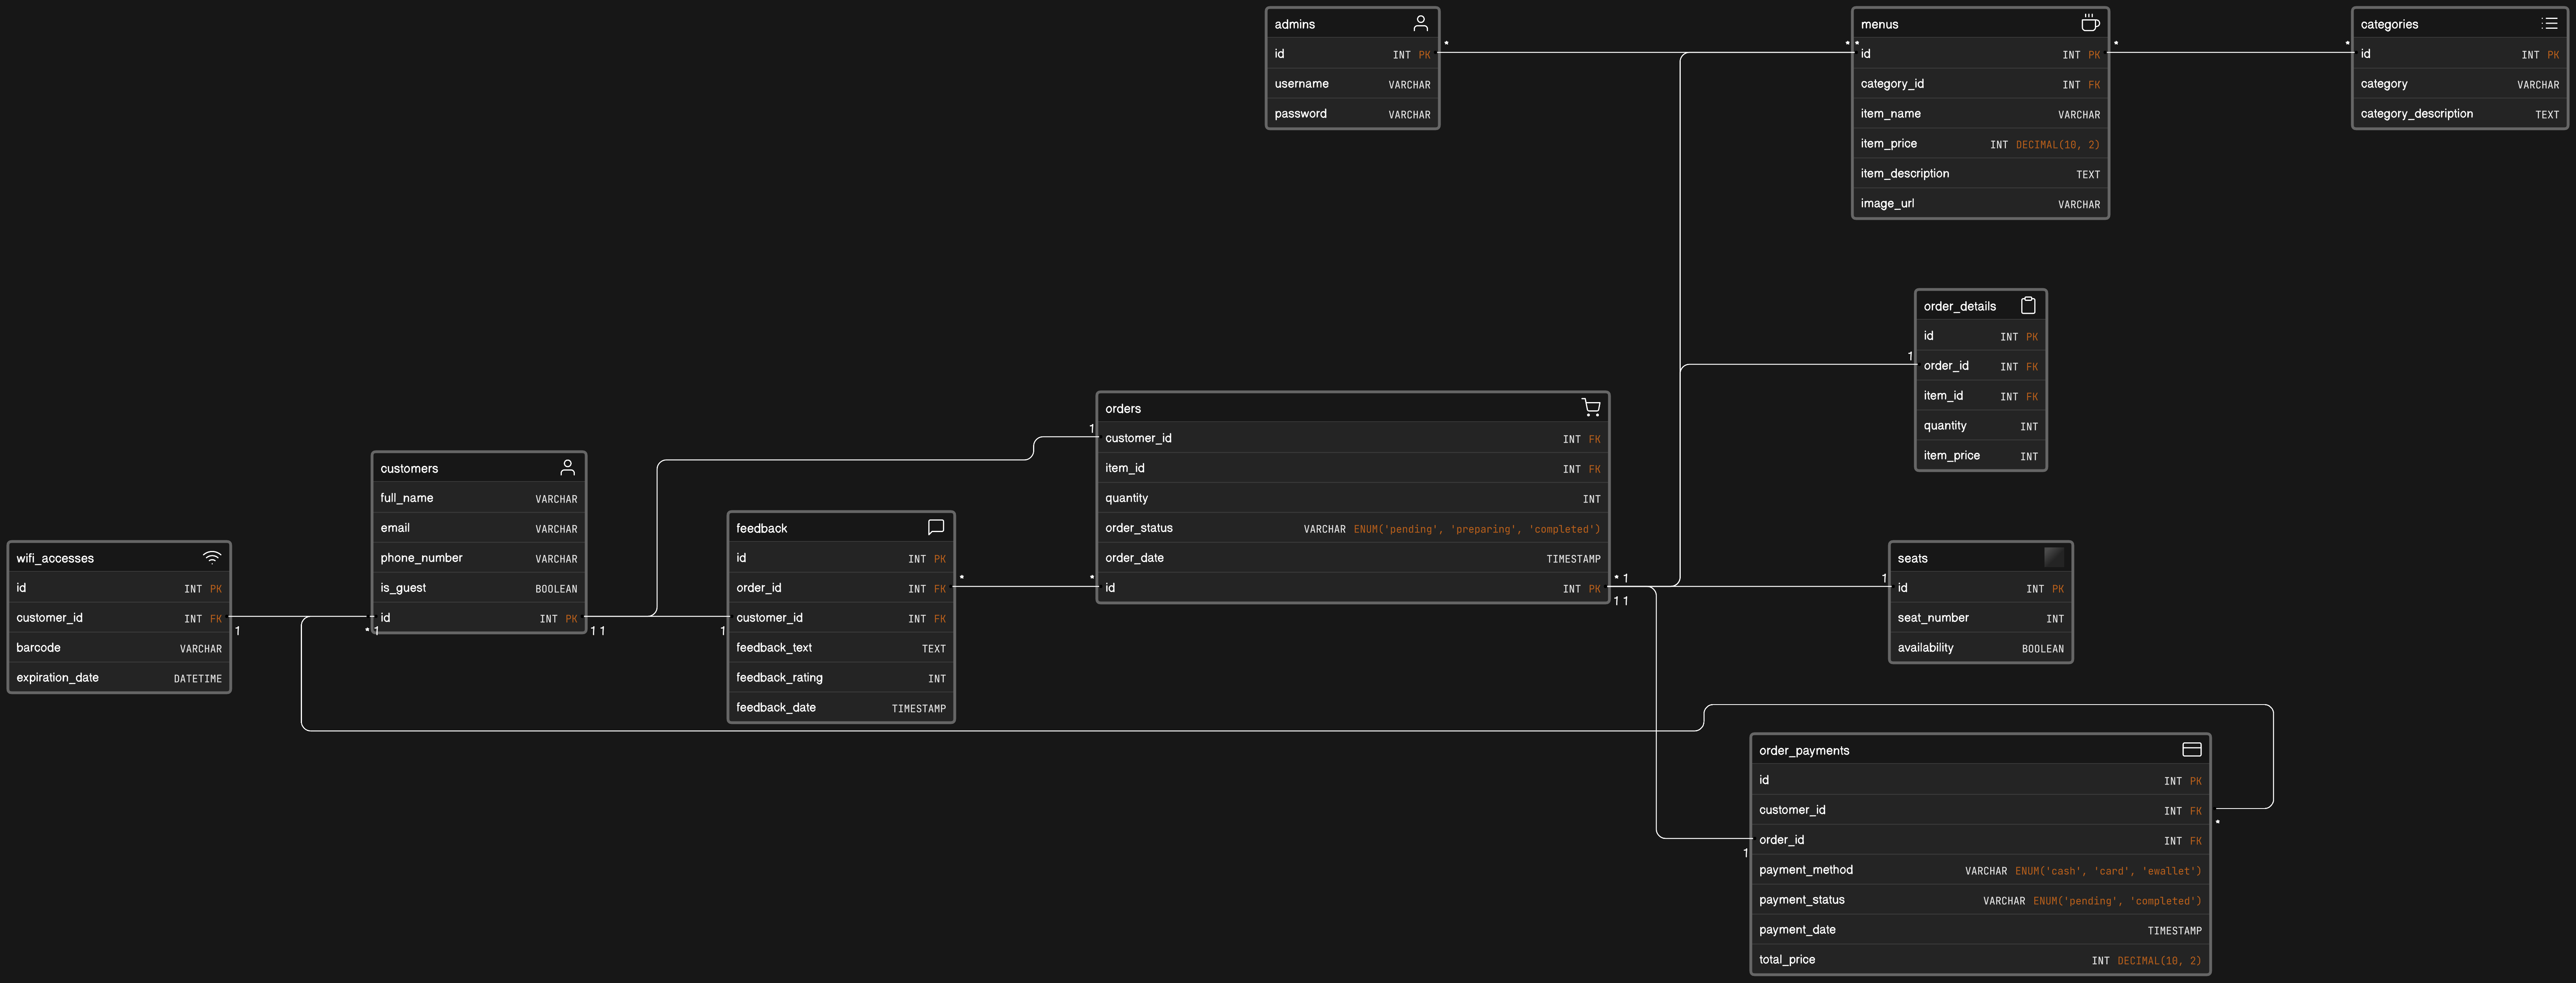 admins
id INT PK
username VARCHAR
password VARCHAR
*
* *
menus
id INT PK
category_id INT FK
item_name VARCHAR
item_price INT DECIMAL(10, 2)
item_description TEXT
image_url VARCHAR
*
*
categories
id INT PK
category VARCHAR
category_description TEXT
order_details
id INT PK
1
order_id INT FK
item_id INT FK
quantity INT
item_price INT
orders
1
customer_id INT FK
item_id INT FK
quantity INT
order_status VARCHAR ENUM('pending', 'preparing', 'completed')
order_date TIMESTAMP
*
id INT PK
* 1
1 1
customers
full_name VARCHAR
email VARCHAR
phone_number VARCHAR
is_guest BOOLEAN
id INT PK
* 1
1 1
feedback
id INT PK
order_id INT FK
*
customer_id INT FK
1
feedback_text TEXT
feedback_rating INT
feedback_date TIMESTAMP
wifi_accesses
id INT PK
customer_id INT FK
1
barcode VARCHAR
expiration_date DATETIME
seats
1
id INT PK
seat_number INT
availability BOOLEAN
order_payments
id INT PK
customer_id INT FK
*
order_id INT FK
1
payment_method VARCHAR ENUM('cash', 'card', 'ewallet')
payment_status VARCHAR ENUM('pending', 'completed')
payment_date TIMESTAMP
total_price INT DECIMAL(10, 2)